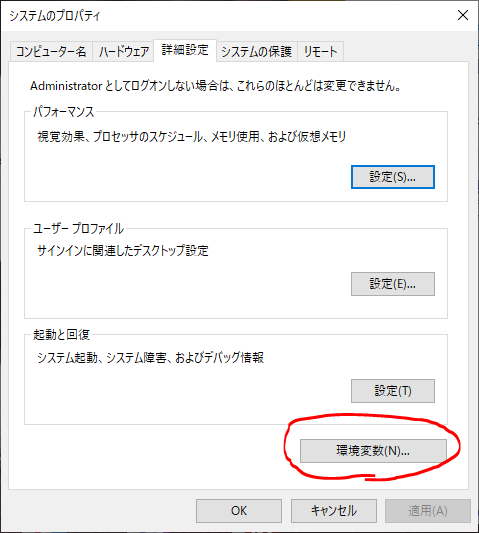 システムのプロパティ
コンピューター名 ハードウェア 詳細設定 システムの保護 リモート
Administrator としてログオンしない場合は、これらのほとんどは変更できません。
パフォーマンス
視覚効果、プロセッサのスケジュール、メモリ使用、および仮想メモリ
設定(S)...
ユーザー プロファイル
サインインに関連したデスクトップ設定
設定(E)...
起動と回復
システム起動、システム障害、およびデバッグ情報
設定(T)
環境変数(N)...
OK キャンセル 適用(A)